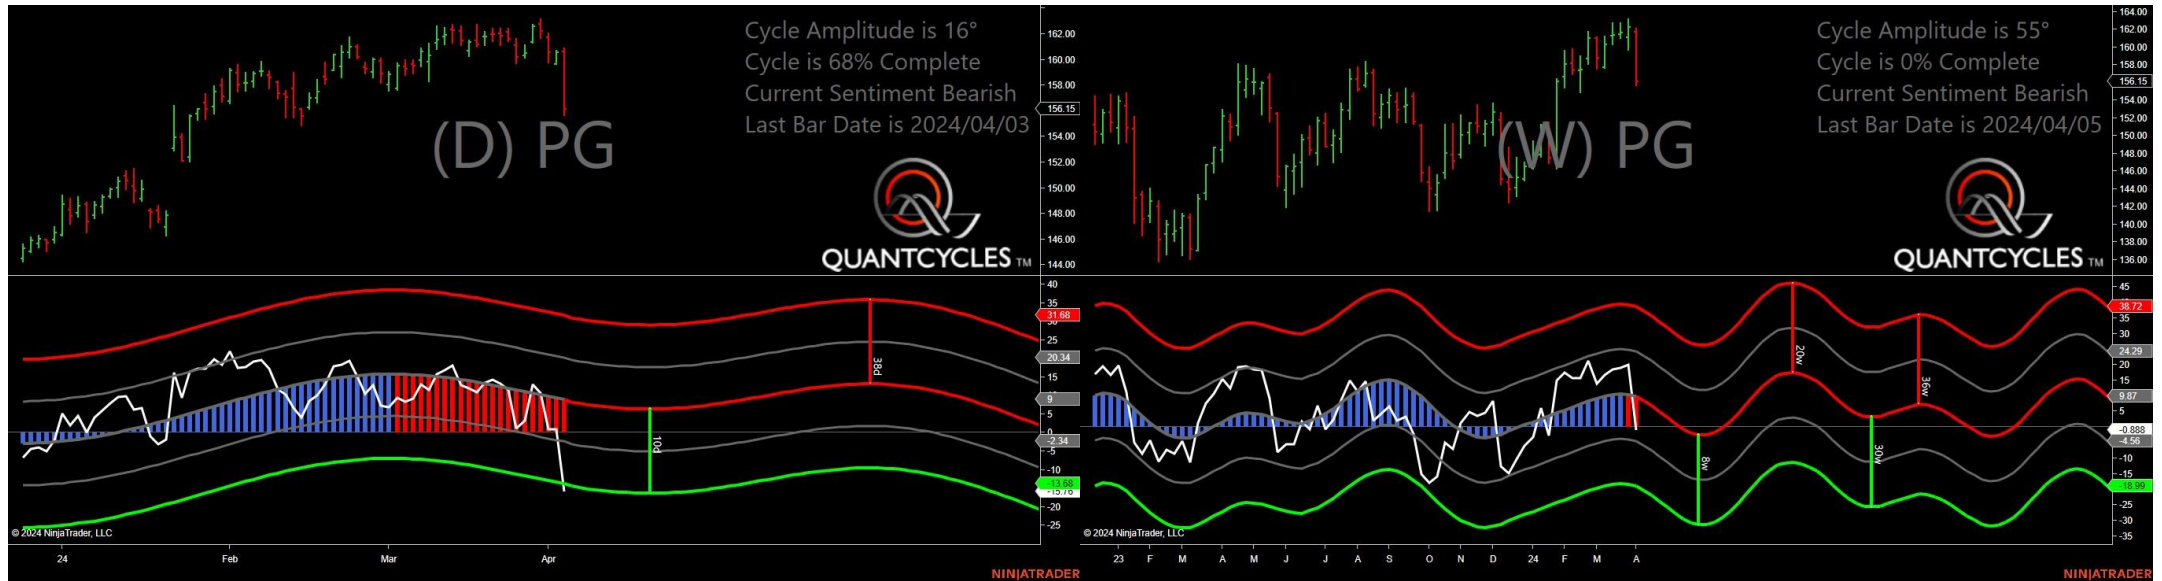 Cycle Amplitude is 16°
Cycle is 68% Complete
Current Sentiment Bearish
Last Bar Date is 2024/04/03
(D) PG
QUANTCYCLES TM
162.00
160.00
158.00
156.15
154.00
152.00
150.00
148.00
146.00
144.00
40
35
31.68
25
20.34
15
9
5
0
-2.34
-5
-10
-13.68
-15.76
-20
-25
10d
38d
© 2024 NinjaTrader, LLC
24 Feb Mar Apr
NINJATRADER
Cycle Amplitude is 55°
Cycle is 0% Complete
Current Sentiment Bearish
Last Bar Date is 2024/04/05
(W) PG
QUANTCYCLES TM
164.00
162.00
160.00
158.00
156.15
154.00
152.00
150.00
148.00
146.00
144.00
142.00
140.00
138.00
136.00
45
38.72
35
30
24.29
20
15
9.87
5
-0.888
-4.56
-10
-15
-18.99
-25
-30
-35
8w
20w
30w
36w
© 2024 NinjaTrader, LLC
23 F M A M J J A S O N D 24 F M A
NINJATRADER